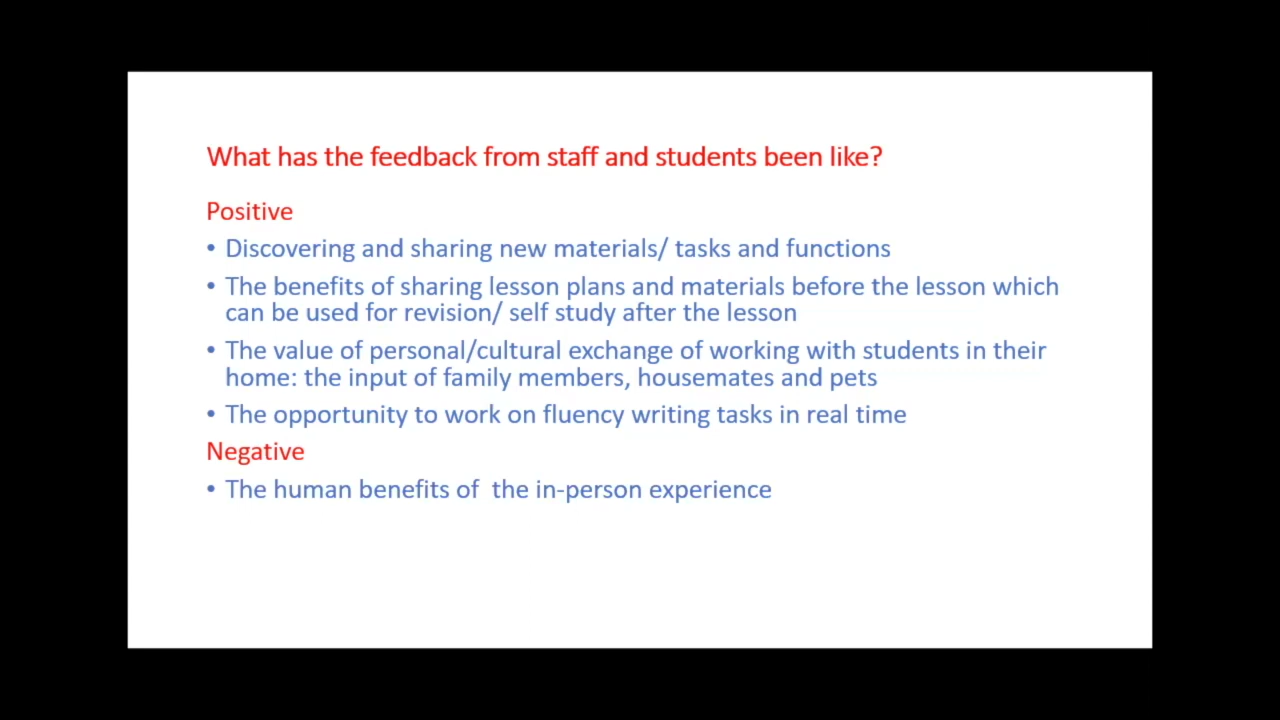 What has the feedback from staff and students been like?
Positive
• Discovering and sharing new materials/ tasks and functions
• The benefits of sharing lesson plans and materials before the lesson which
can be used for revision/ self study after the lesson
• The value of personal/cultural exchange of working with students in their
home: the input of family members, housemates and pets
• The opportunity to work on fluency writing tasks in real time
Negative
• The human benefits of  the in-person experience